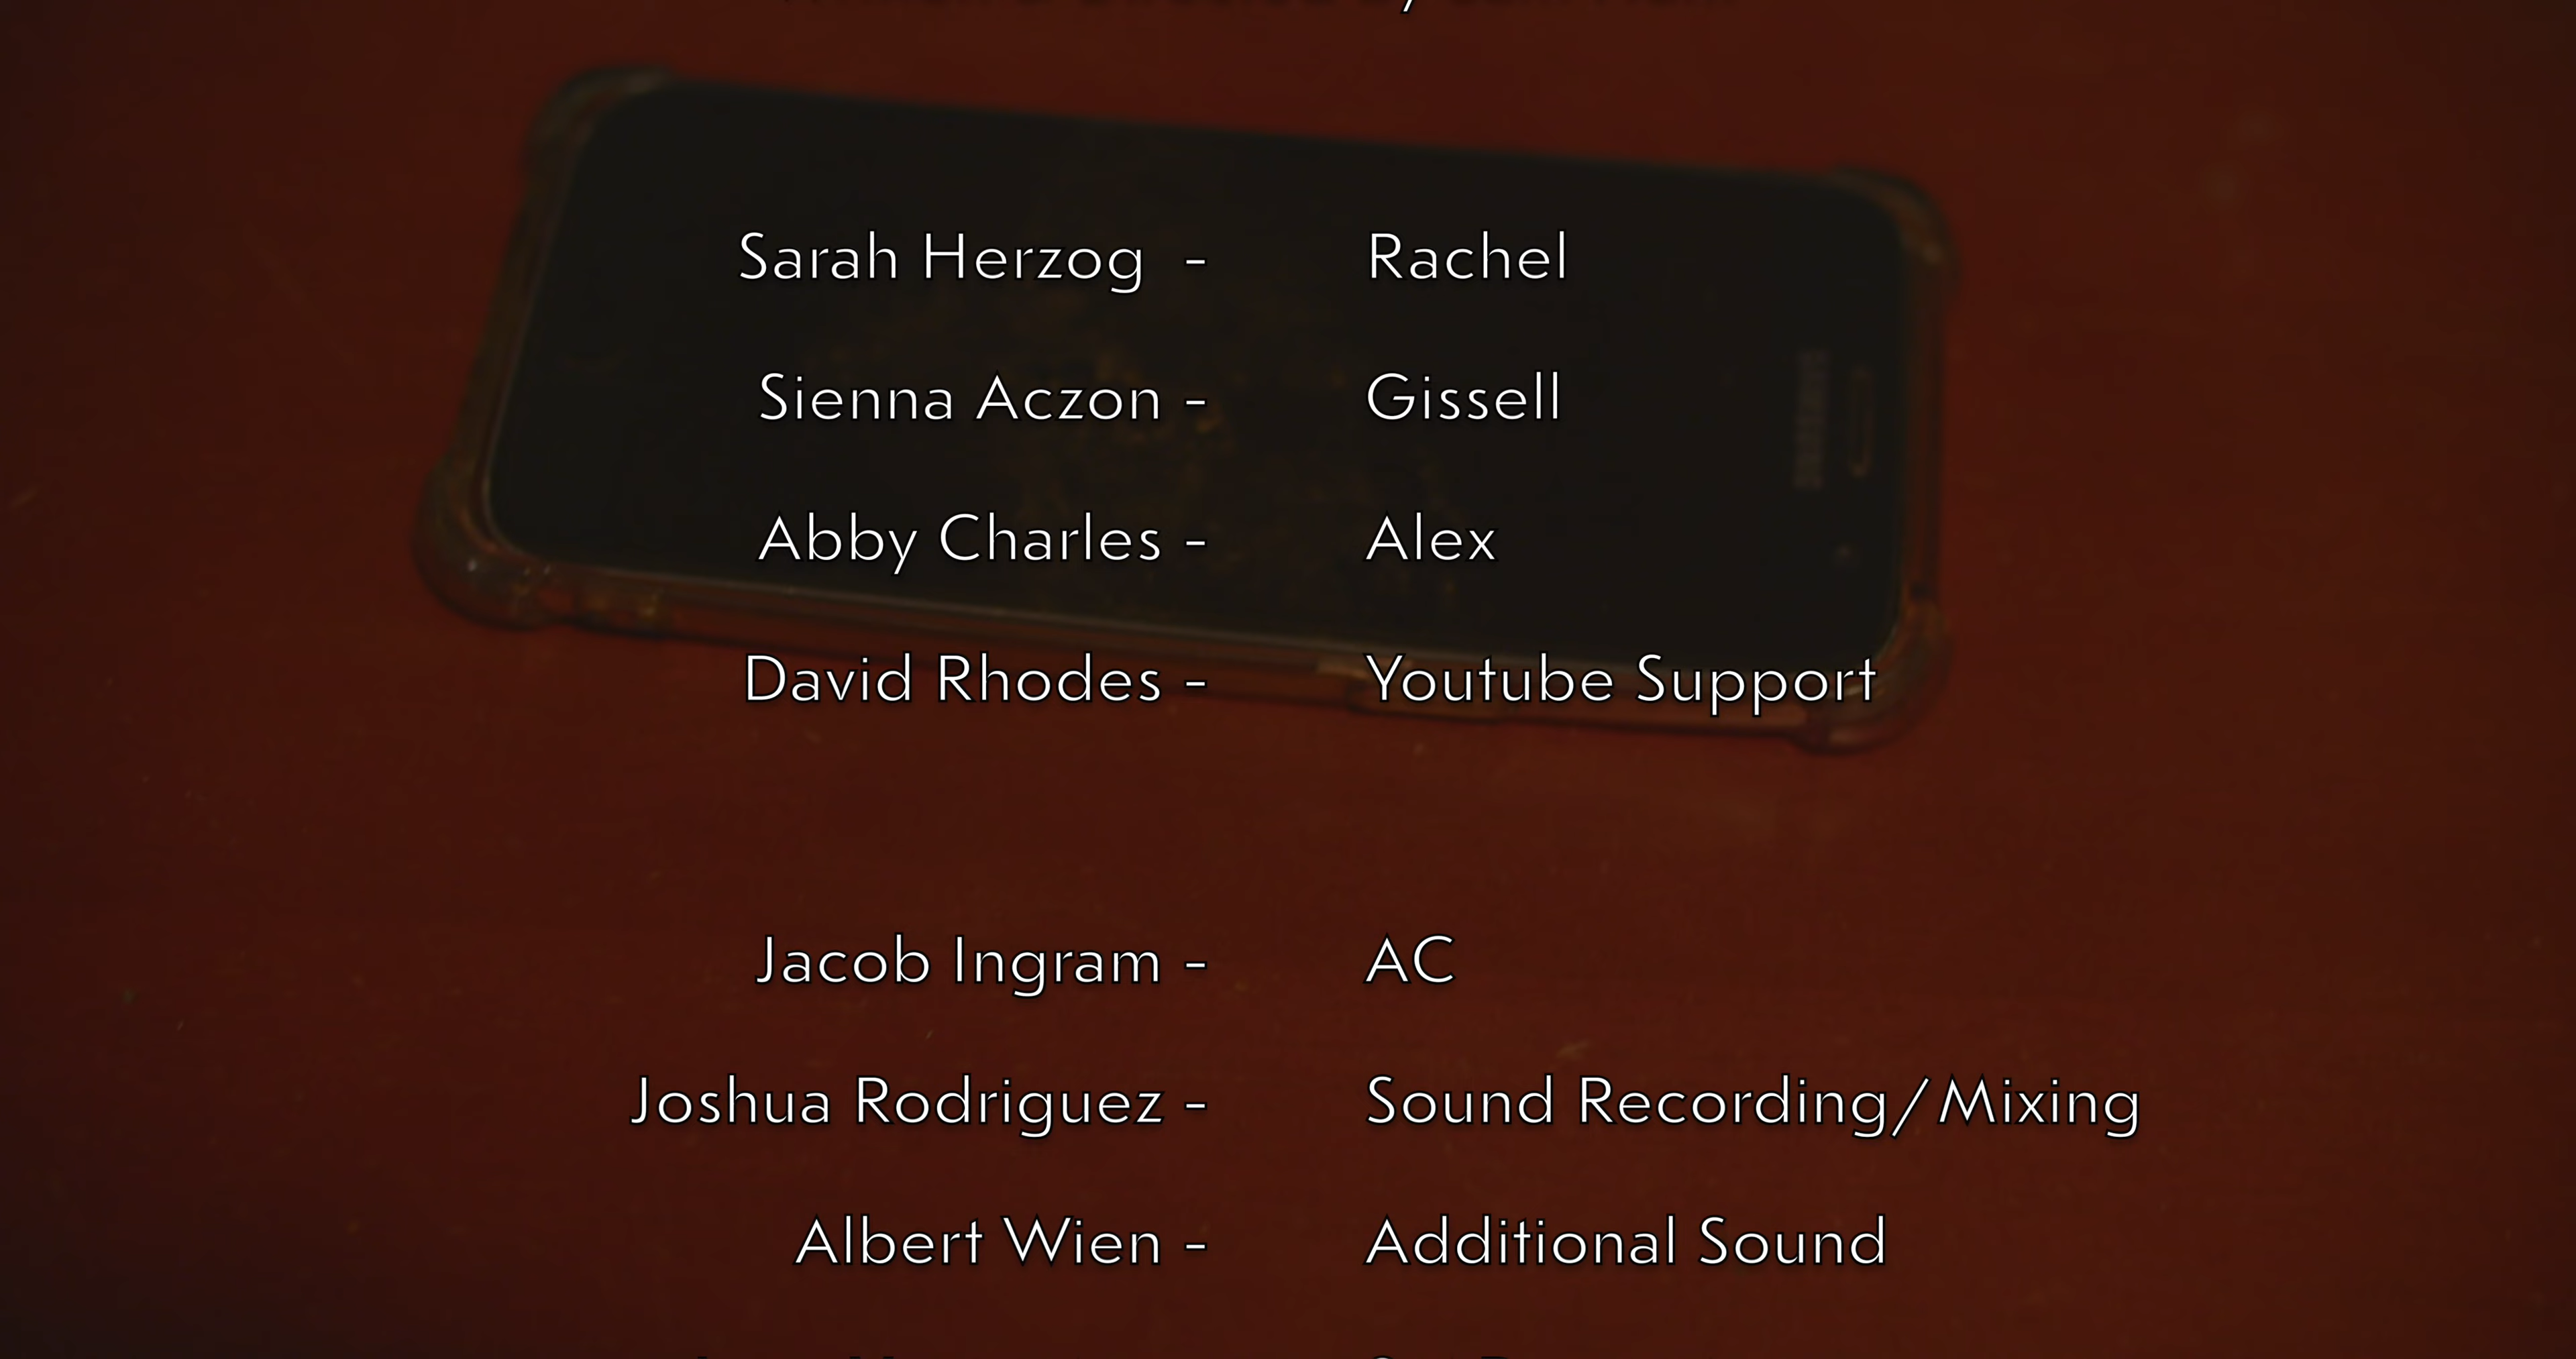 Sarah Herzog - Rachel
Sienna Aczon - Gissell
Abby Charles - Alex
David Rhodes - Youtube Support
Jacob Ingram - AC
Joshua Rodriguez - Sound Recording/Mixing
Albert Wien - Additional Sound
SAMSUNG